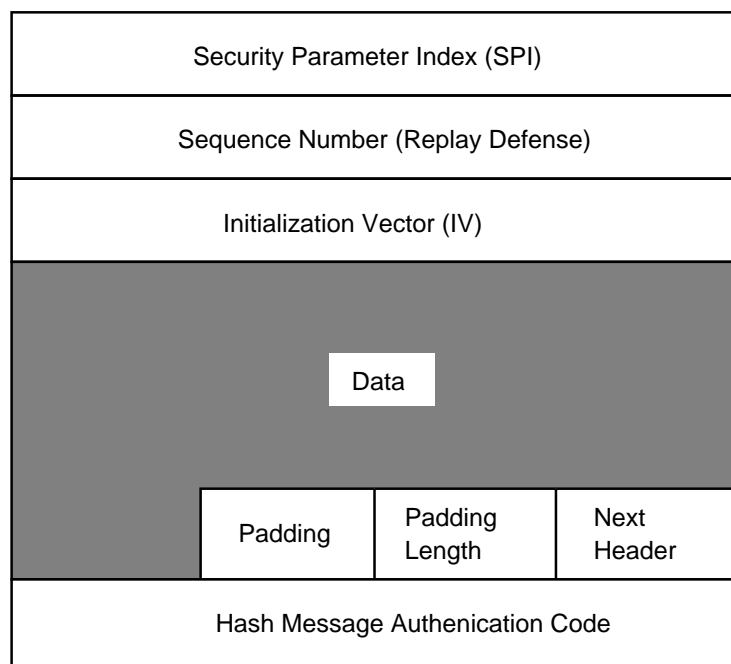 Security Parameter Index (SPI)
Sequence Number (Replay Defense)
Initialization Vector (IV)
Data
Padding
Padding
Length
Next
Header
Hash Message Authenication Code